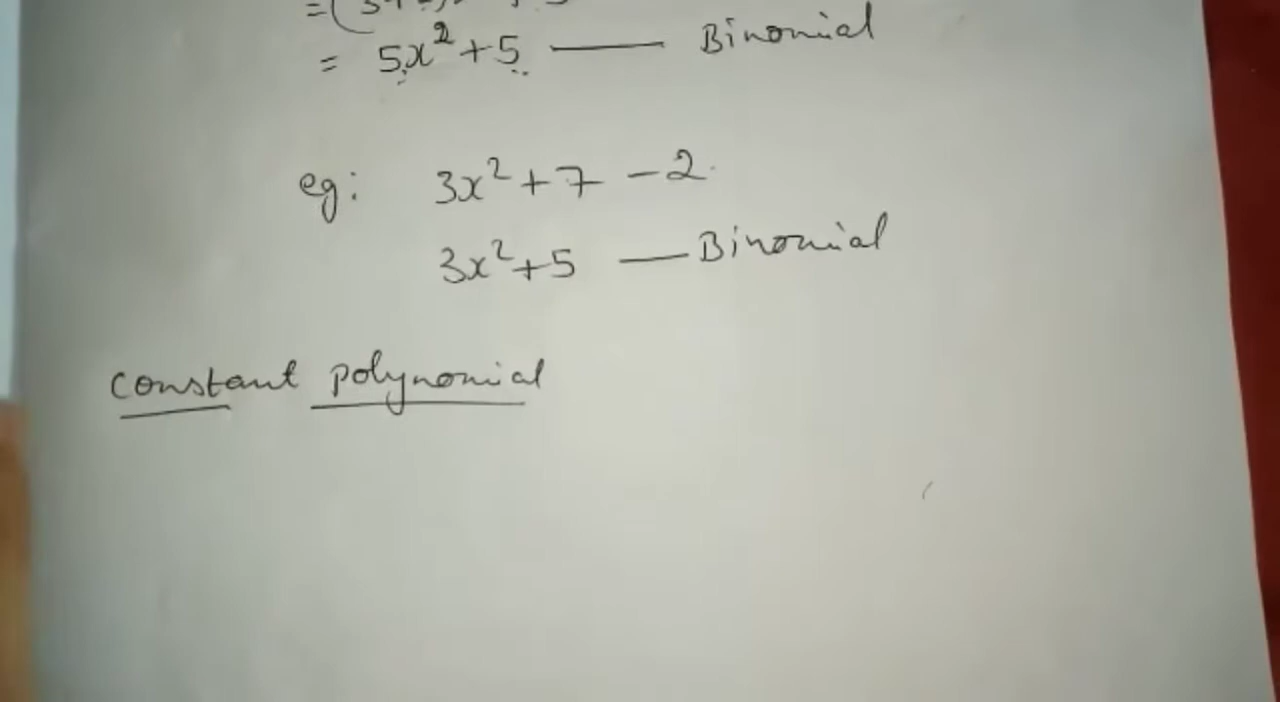 = 5x² + 5 — Binomial
eg: 3x² + 7 - 2
3x² + 5 — Binomial
constant polynomial